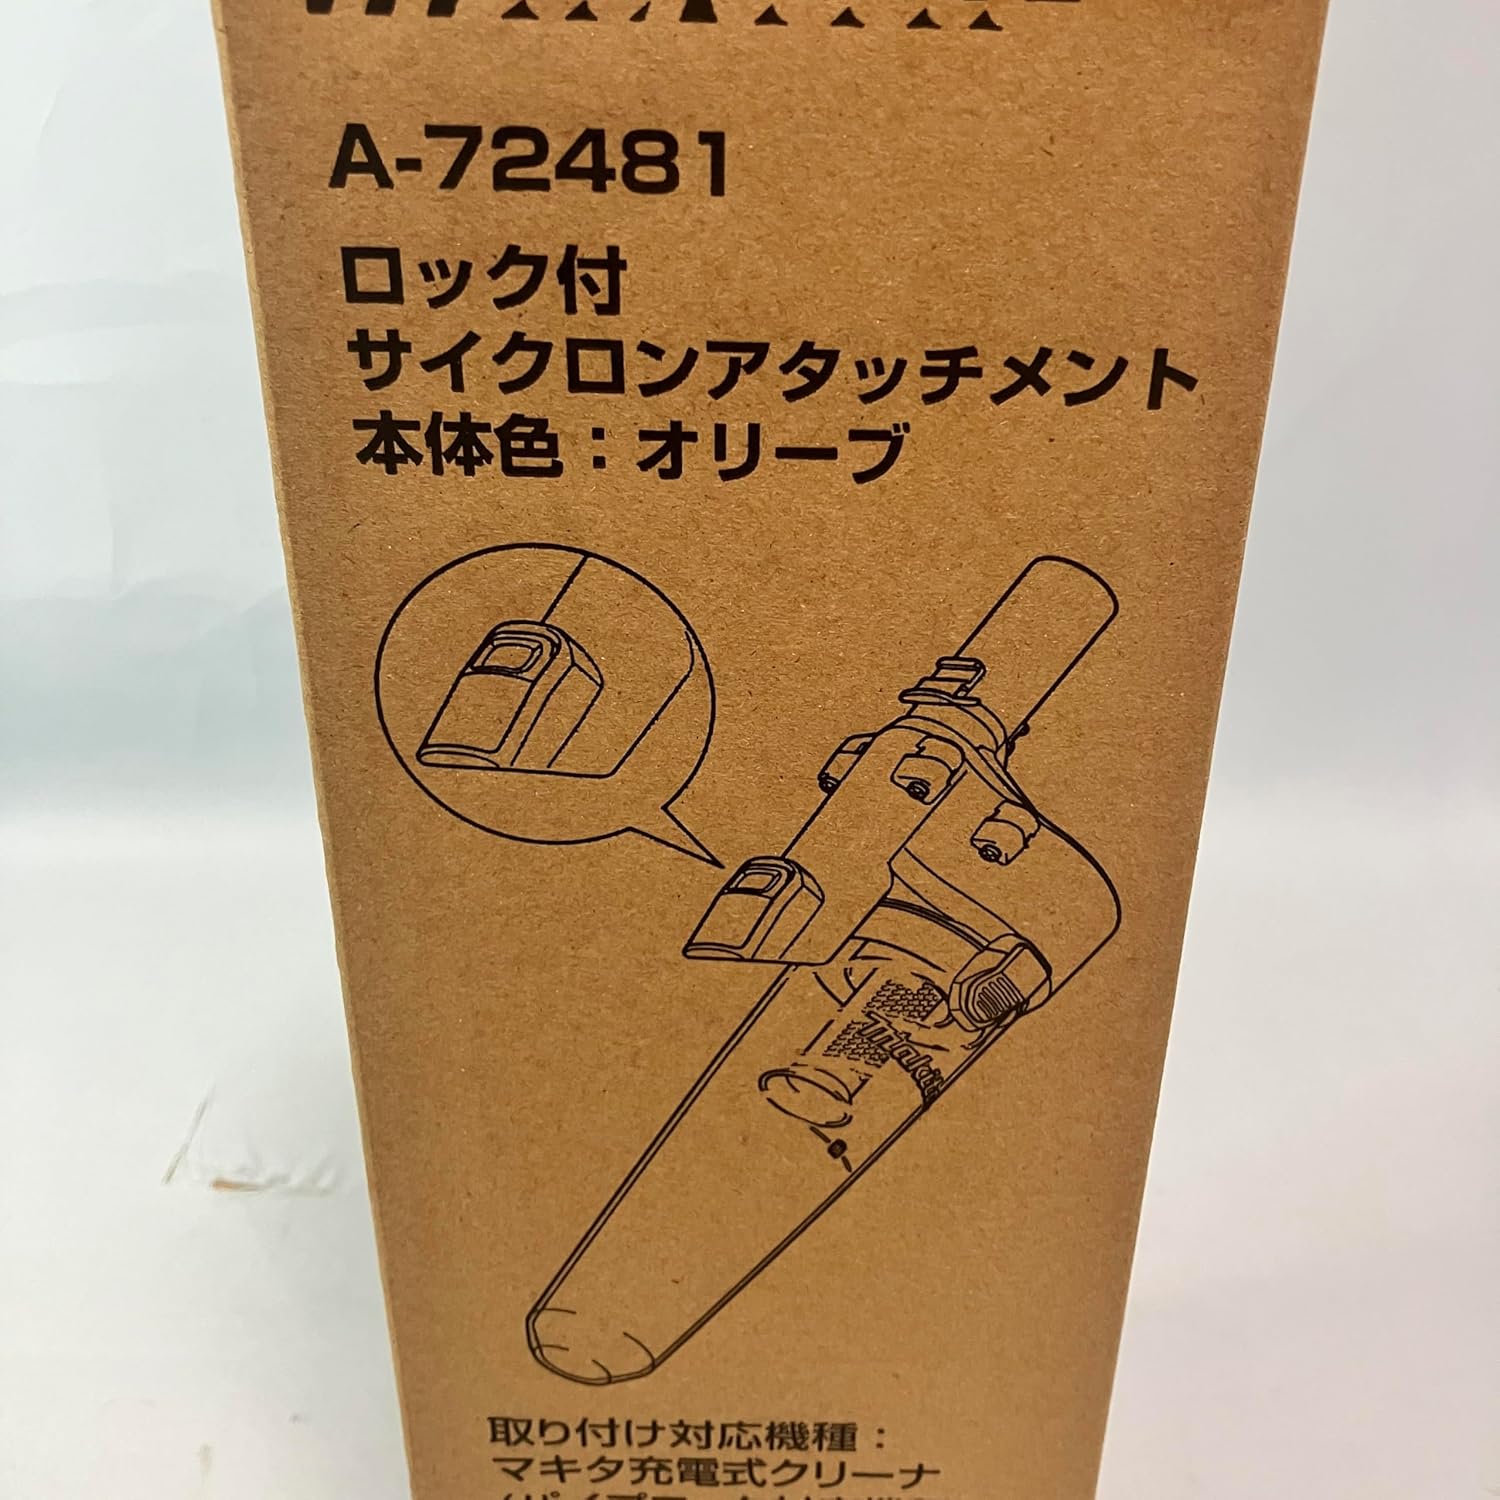 A-72481
ロック付
サイクロンアタッチメント
本体色：オリーブ
makita
取り付け対応機種：
マキタ充電式クリーナ